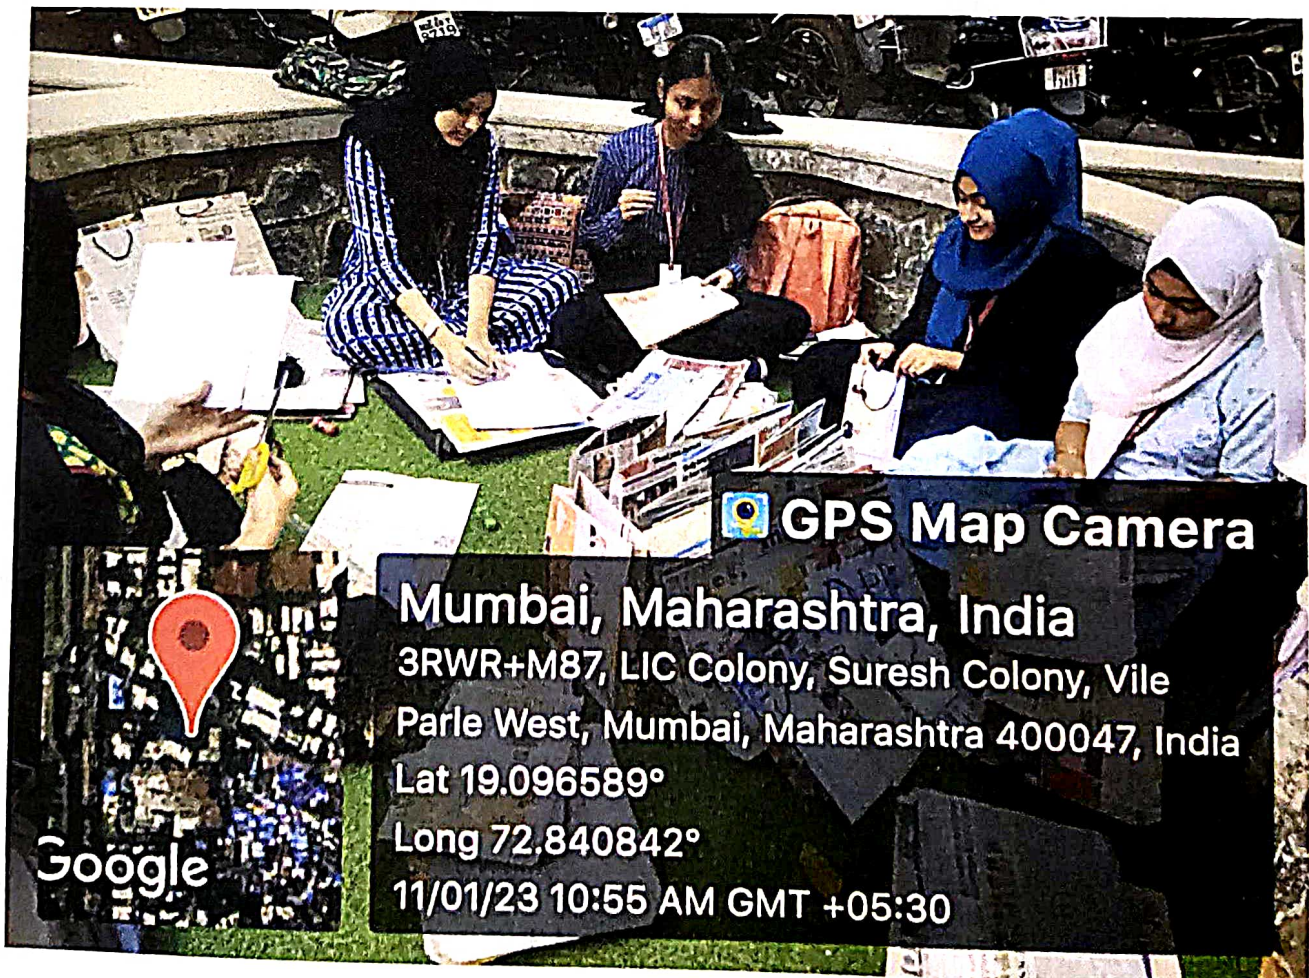 GPS Map Camera
Mumbai, Maharashtra, India
3RWR+M87, LIC Colony, Suresh Colony, Vile
Parle West, Mumbai, Maharashtra 400047, India
Lat 19.096589°
Long 72.840842°
11/01/23 10:55 AM GMT +05:30
Google